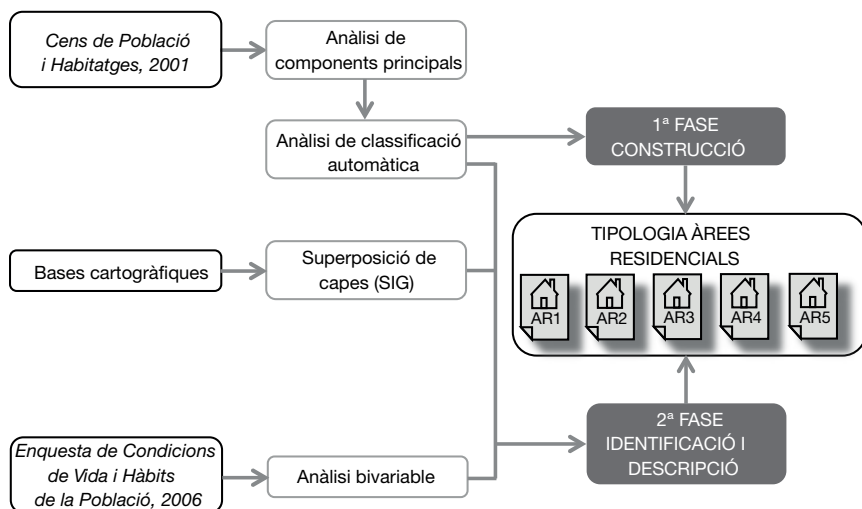 Cens de Població
i Habitatges, 2001
Anàlisi de
components principals
Anàlisi de classificació
automàtica
1ª FASE
CONSTRUCCIÓ
TIPOLOGIA ÀREES
RESIDENCIALS
AR1 AR2 AR3 AR4 AR5
Bases cartogràfiques
Superposició de
capes (SIG)
2ª FASE
IDENTIFICACIÓ I
DESCRIPCIÓ
Enquesta de Condicions
de Vida i Hàbits
de la Població, 2006
Anàlisi bivariable